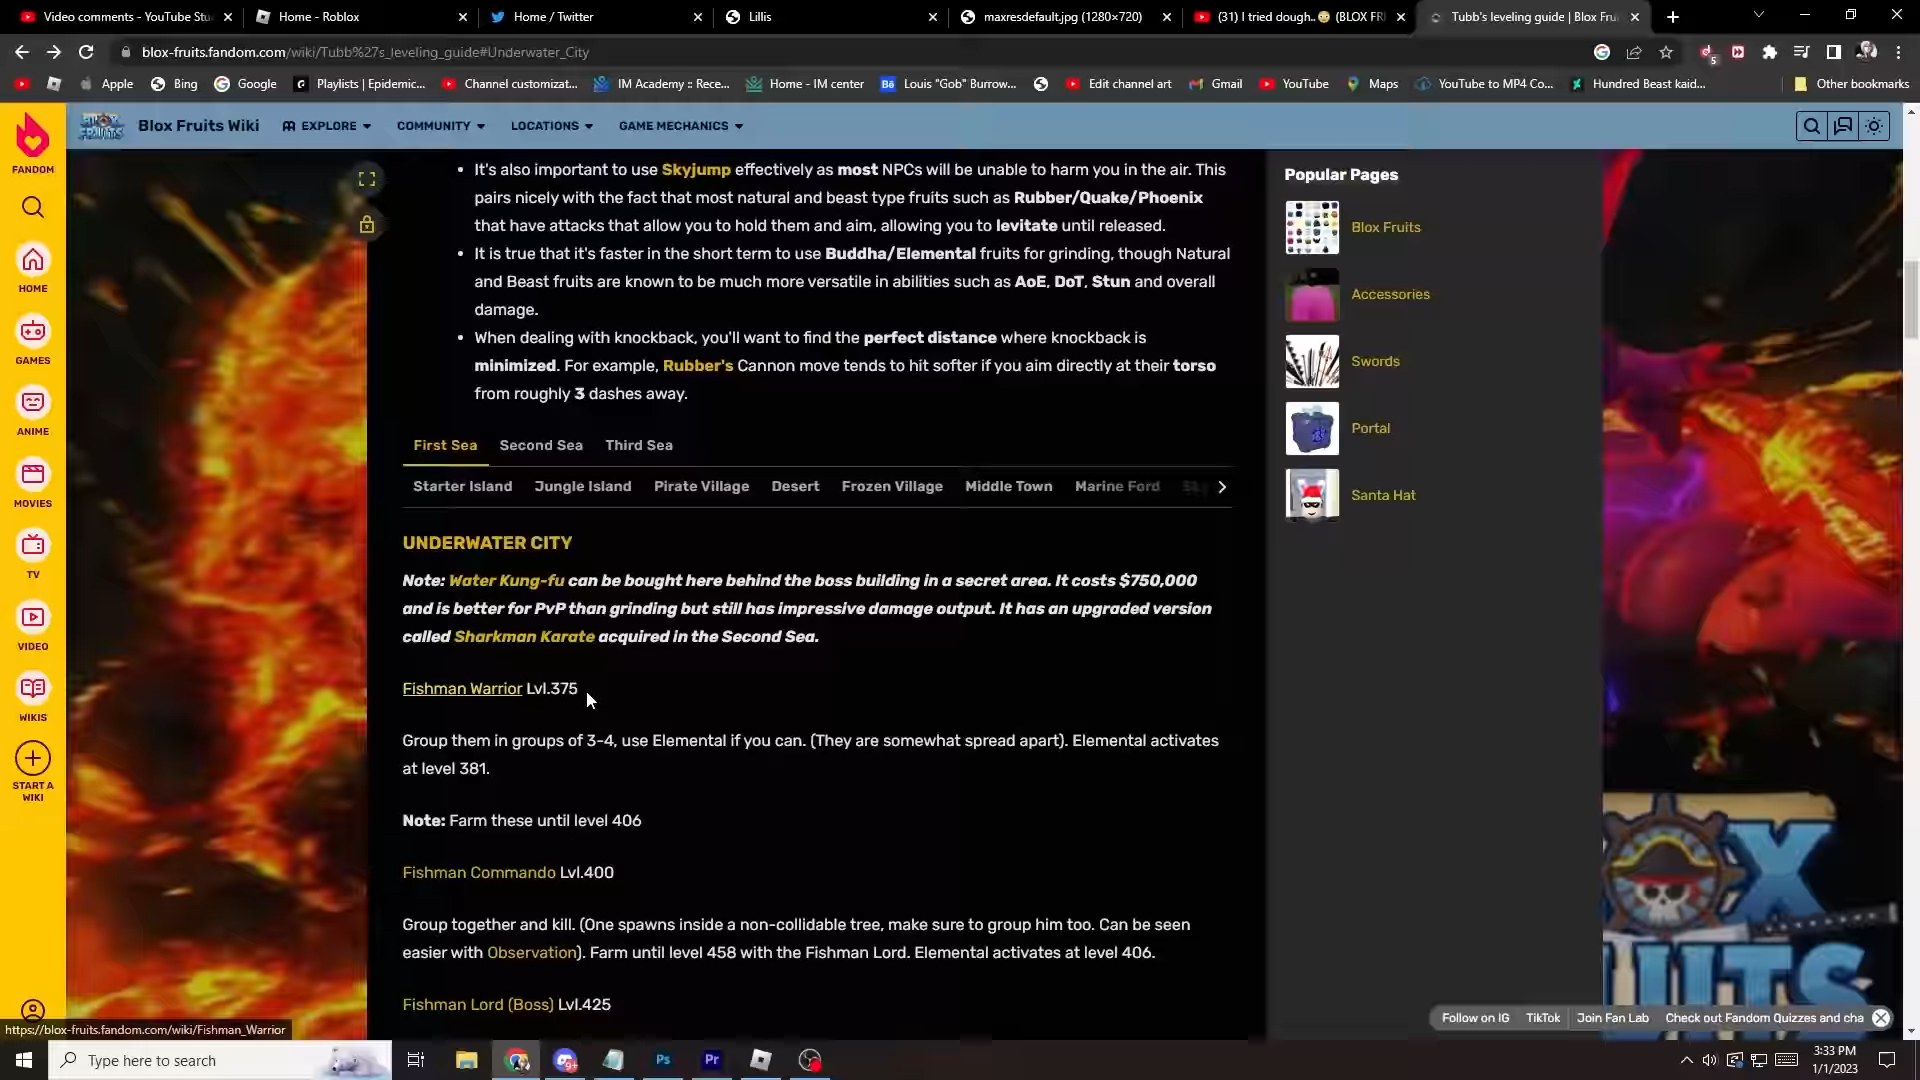 Video comments - YouTube Stu
Home - Roblox
Home / Twitter
Lillis
maxresdefault.jpg (1280×720)
(31) I tried dough.. (BLOX FR
Tubb's leveling guide | Blox Fru
blox-fruits.fandom.com/wiki/Tubb%27s_leveling_guide#Underwater_City
5
Apple
Bing
Google
Playlists | Epidemic...
Channel customizat...
IM Academy :: Rece...
Home - IM center
Bē Louis "Gob" Burrow...
Edit channel art
Gmail
YouTube
Maps
YouTube to MP4 Co...
Hundred Beast kaid...
Other bookmarks
BLOX FRUITS
Blox Fruits Wiki
EXPLORE
COMMUNITY
LOCATIONS
GAME MECHANICS
FANDOM
HOME
GAMES
ANIME
MOVIES
TV
VIDEO
WIKIS
START A
WIKI
It's also important to use Skyjump effectively as most NPCs will be unable to harm you in the air. This
pairs nicely with the fact that most natural and beast type fruits such as Rubber/Quake/Phoenix
that have attacks that allow you to hold them and aim, allowing you to levitate until released.
It is true that it's faster in the short term to use Buddha/Elemental fruits for grinding, though Natural
and Beast fruits are known to be much more versatile in abilities such as AoE, DoT, Stun and overall
damage.
When dealing with knockback, you'll want to find the perfect distance where knockback is
minimized. For example, Rubber's Cannon move tends to hit softer if you aim directly at their torso
from roughly 3 dashes away.
First Sea Second Sea Third Sea
Starter Island Jungle Island Pirate Village Desert Frozen Village Middle Town Marine Ford
UNDERWATER CITY
Note: Water Kung-fu can be bought here behind the boss building in a secret area. It costs $750,000
and is better for PvP than grinding but still has impressive damage output. It has an upgraded version
called Sharkman Karate acquired in the Second Sea.
Fishman Warrior Lvl.375
Group them in groups of 3-4, use Elemental if you can. (They are somewhat spread apart). Elemental activates
at level 381.
Note: Farm these until level 406
Fishman Commando Lvl.400
Group together and kill. (One spawns inside a non-collidable tree, make sure to group him too. Can be seen
easier with Observation). Farm until level 458 with the Fishman Lord. Elemental activates at level 406.
Fishman Lord (Boss) Lvl.425
Popular Pages
Blox Fruits
Accessories
Swords
Portal
Santa Hat
Follow on IG TikTok Join Fan Lab Check out Fandom Quizzes and cha
https://blox-fruits.fandom.com/wiki/Fishman_Warrior
Type here to search
Ps
Pr
3:33 PM
1/1/2023